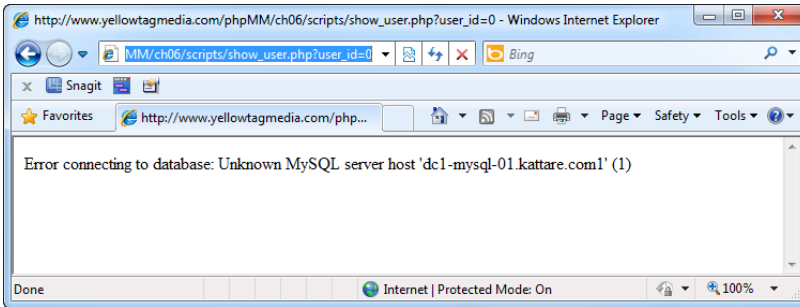 http://www.yellowtagmedia.com/phpMM/ch06/scripts/show_user.php?user_id=0 - Windows Internet Explorer
MM/ch06/scripts/show_user.php?user_id=0
Bing
x Snagit
Favorites
http://www.yellowtagmedia.com/php...
Page Safety Tools
Error connecting to database: Unknown MySQL server host 'dc1-mysql-01.kattare.com1' (1)
Done
Internet | Protected Mode: On
100%